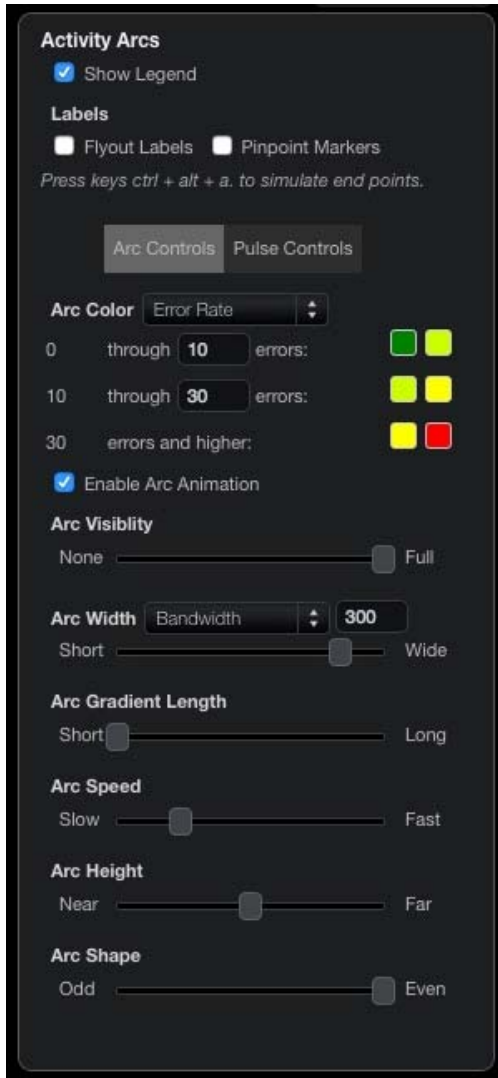 Activity Arcs
Show Legend
Labels
Flyout Labels Pinpoint Markers
Press keys ctrl + alt + a. to simulate end points.
Arc Controls Pulse Controls
Arc Color Error Rate
0 through 10 errors:
10 through 30 errors:
30 errors and higher:
Enable Arc Animation
Arc Visiblity
None Full
Arc Width Bandwidth 300
Short Wide
Arc Gradient Length
Short Long
Arc Speed
Slow Fast
Arc Height
Near Far
Arc Shape
Odd Even